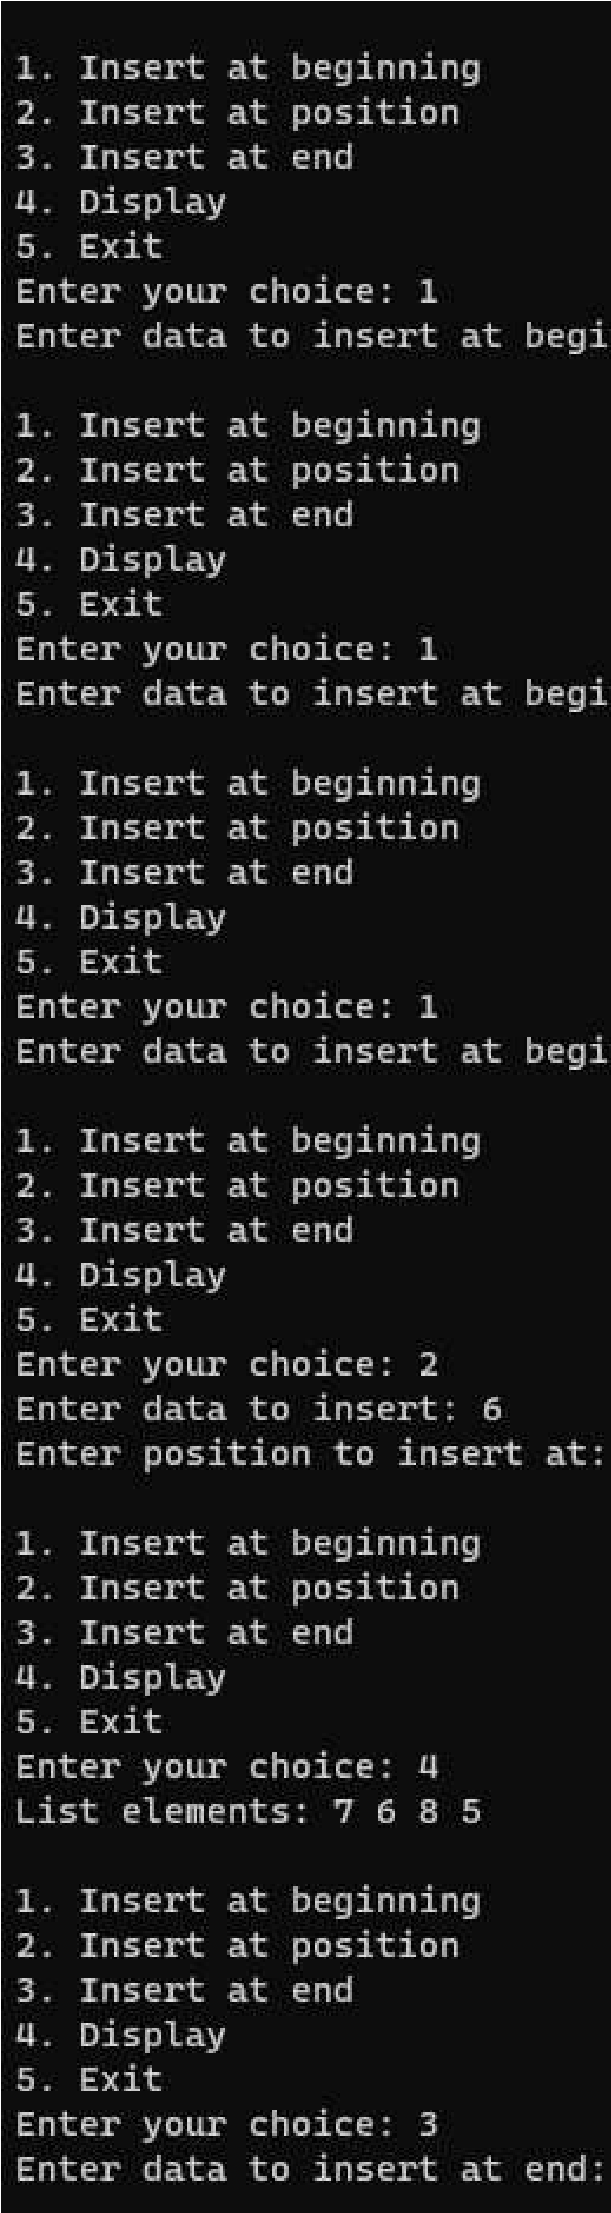 1. Insert at beginning
2. Insert at position
3. Insert at end
4. Display
5. Exit
Enter your choice: 1
Enter data to insert at begi

1. Insert at beginning
2. Insert at position
3. Insert at end
4. Display
5. Exit
Enter your choice: 1
Enter data to insert at begi

1. Insert at beginning
2. Insert at position
3. Insert at end
4. Display
5. Exit
Enter your choice: 1
Enter data to insert at begi

1. Insert at beginning
2. Insert at position
3. Insert at end
4. Display
5. Exit
Enter your choice: 2
Enter data to insert: 6
Enter position to insert at:

1. Insert at beginning
2. Insert at position
3. Insert at end
4. Display
5. Exit
Enter your choice: 4
List elements: 7 6 8 5

1. Insert at beginning
2. Insert at position
3. Insert at end
4. Display
5. Exit
Enter your choice: 3
Enter data to insert at end: